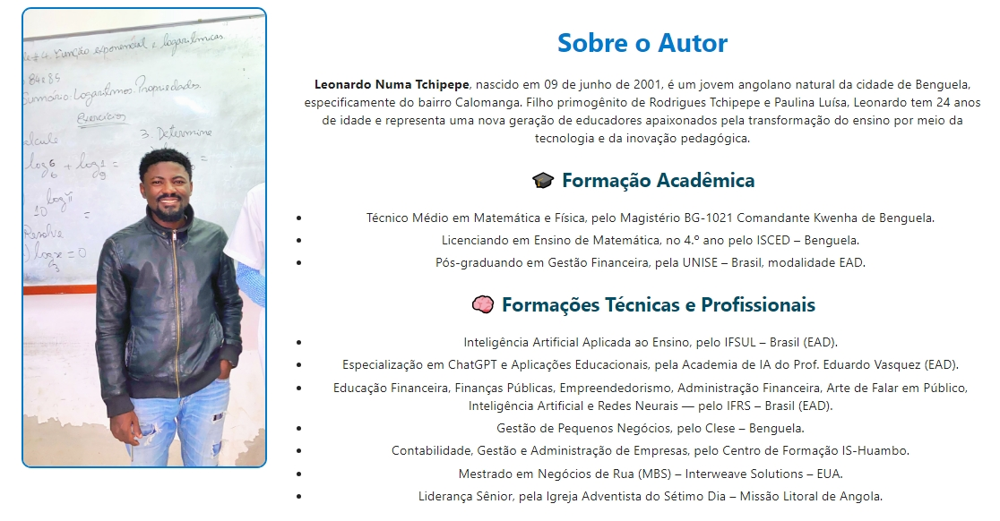 4. Função exponencial e logarítmicas
84 e 85
Sumário: Logaritmos. Propriedades
Exercícios
3. Determine
log 6 + log 1 =
6 9
10
=
Resolve
log x = 0
3
Sobre o Autor
Leonardo Numa Tchipepe, nascido em 09 de junho de 2001, é um jovem angolano natural da cidade de Benguela,
especificamente do bairro Calomanga. Filho primogênito de Rodrigues Tchipepe e Paulina Luísa, Leonardo tem 24 anos
de idade e representa uma nova geração de educadores apaixonados pela transformação do ensino por meio da
tecnologia e da inovação pedagógica.
🎓 Formação Acadêmica
• Técnico Médio em Matemática e Física, pelo Magistério BG-1021 Comandante Kwenha de Benguela.
• Licenciando em Ensino de Matemática, no 4.º ano pelo ISCED – Benguela.
• Pós-graduando em Gestão Financeira, pela UNISE – Brasil, modalidade EAD.
🧠 Formações Técnicas e Profissionais
• Inteligência Artificial Aplicada ao Ensino, pelo IFSUL – Brasil (EAD).
• Especialização em ChatGPT e Aplicações Educacionais, pela Academia de IA do Prof. Eduardo Vasquez (EAD).
• Educação Financeira, Finanças Públicas, Empreendedorismo, Administração Financeira, Arte de Falar em Público,
Inteligência Artificial e Redes Neurais — pelo IFRS – Brasil (EAD).
• Gestão de Pequenos Negócios, pelo Clese – Benguela.
• Contabilidade, Gestão e Administração de Empresas, pelo Centro de Formação IS-Huambo.
• Mestrado em Negócios de Rua (MBS) – Interweave Solutions – EUA.
• Liderança Sênior, pela Igreja Adventista do Sétimo Dia – Missão Litoral de Angola.